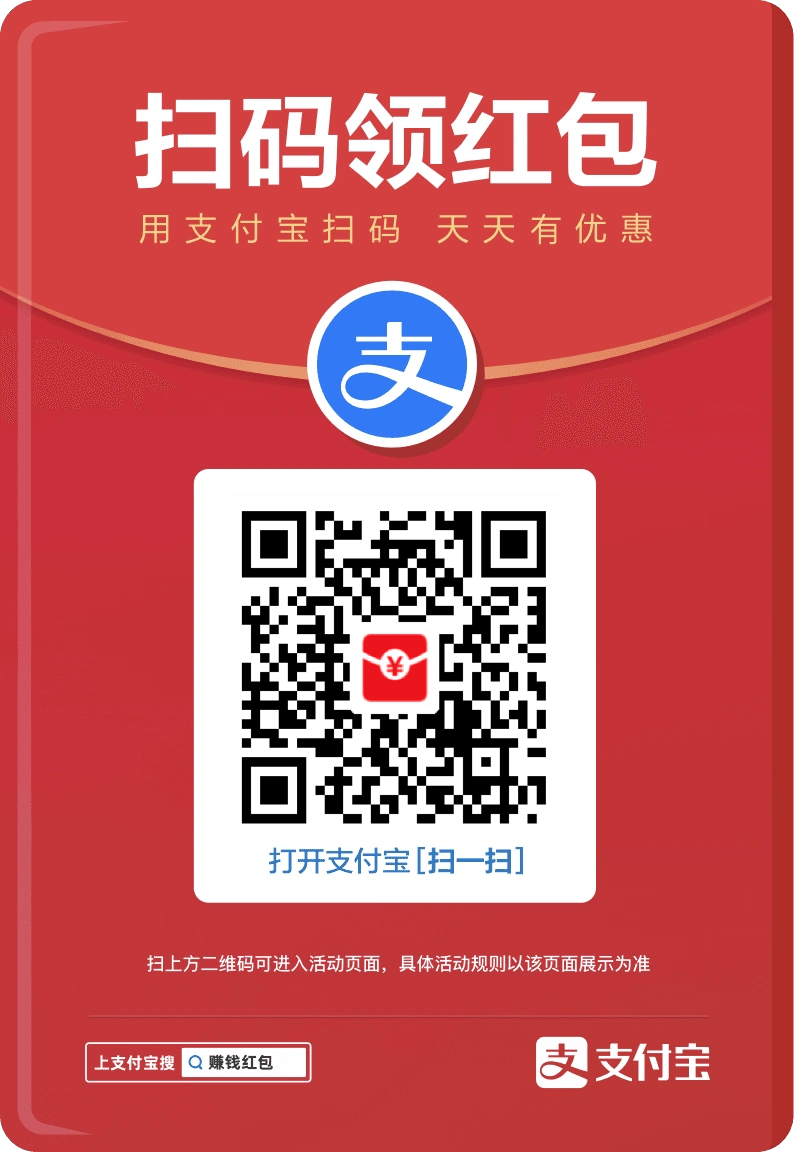 扫码领红包
用支付宝扫码 天天有优惠
支
¥
打开支付宝[扫一扫]
扫上方二维码可进入活动页面，具体活动规则以该页面展示为准
上支付宝搜 赚钱红包
支 支付宝